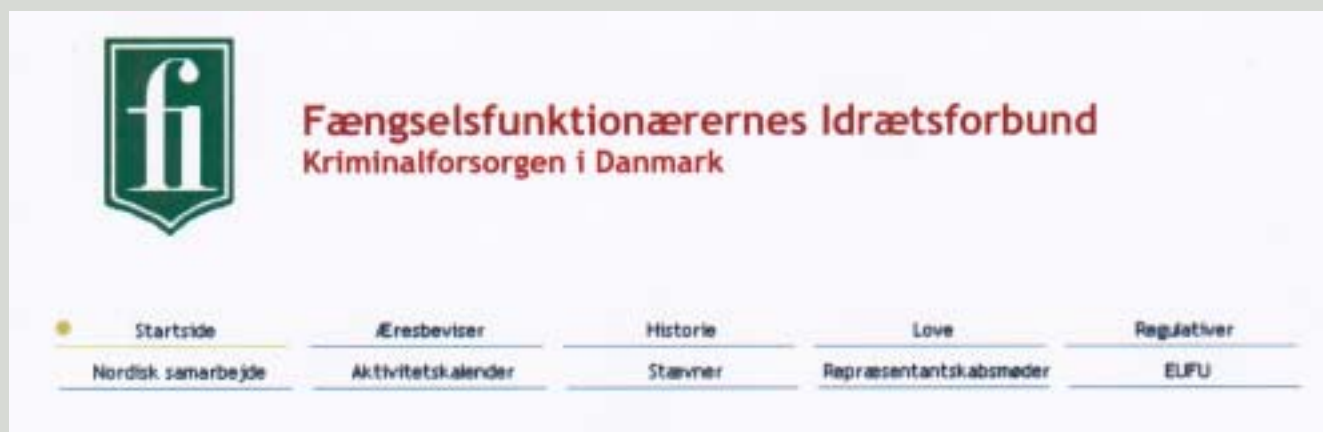 fi
Fængselsfunktionærernes Idrætsforbund
Kriminalforsorgen i Danmark
Startside Æresbeviser Historie Love Regulativer
Nordisk samarbejde Aktivitetskalender Stævner Repræsentantskabsmøder EUFU